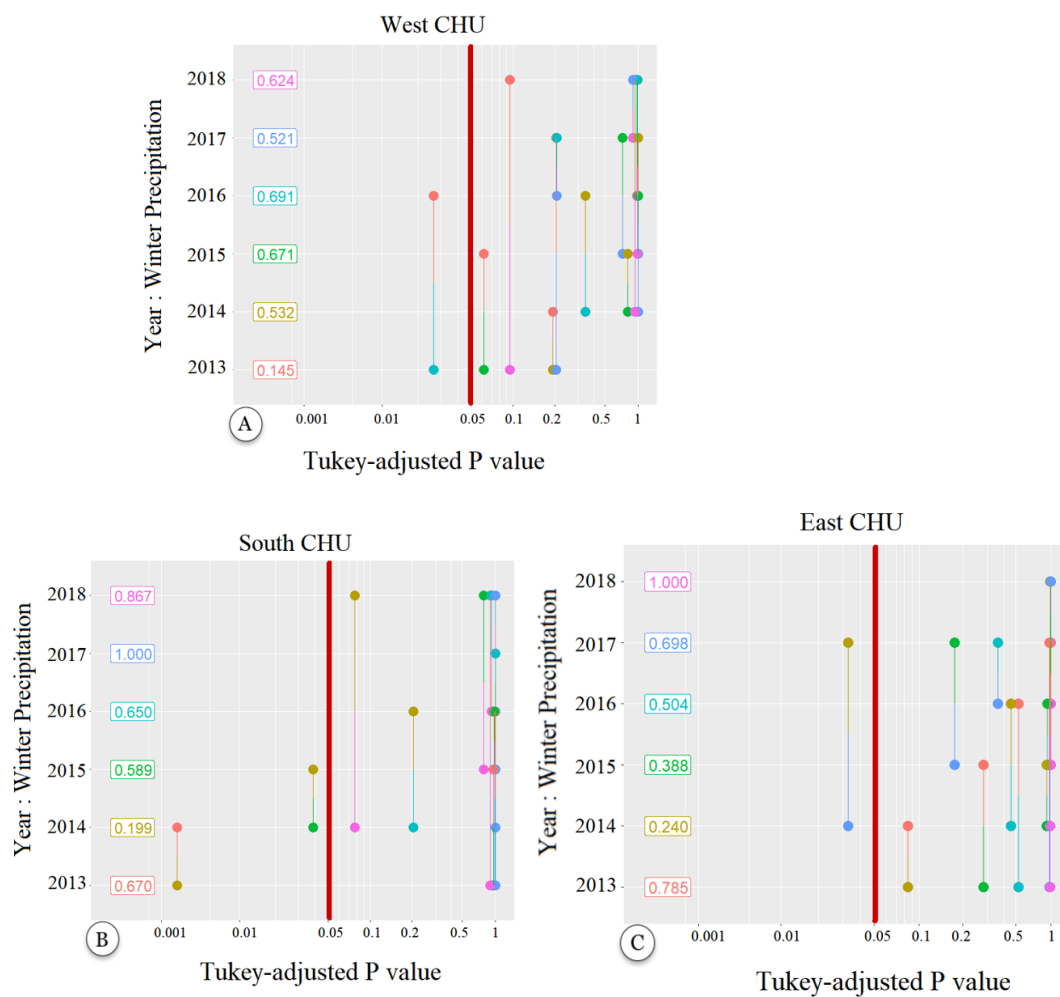 West CHU
Year : Winter Precipitation
2018 0.624
2017 0.521
2016 0.691
2015 0.671
2014 0.532
2013 0.145
A
0.001 0.01 0.05 0.1 0.2 0.5 1
Tukey-adjusted P value
South CHU
Year : Winter Precipitation
2018 0.867
2017 1.000
2016 0.650
2015 0.589
2014 0.199
2013 0.670
B
0.001 0.01 0.05 0.1 0.2 0.5 1
Tukey-adjusted P value
East CHU
Year : Winter Precipitation
2018 1.000
2017 0.698
2016 0.504
2015 0.388
2014 0.240
2013 0.785
C
0.001 0.01 0.05 0.1 0.2 0.5 1
Tukey-adjusted P value